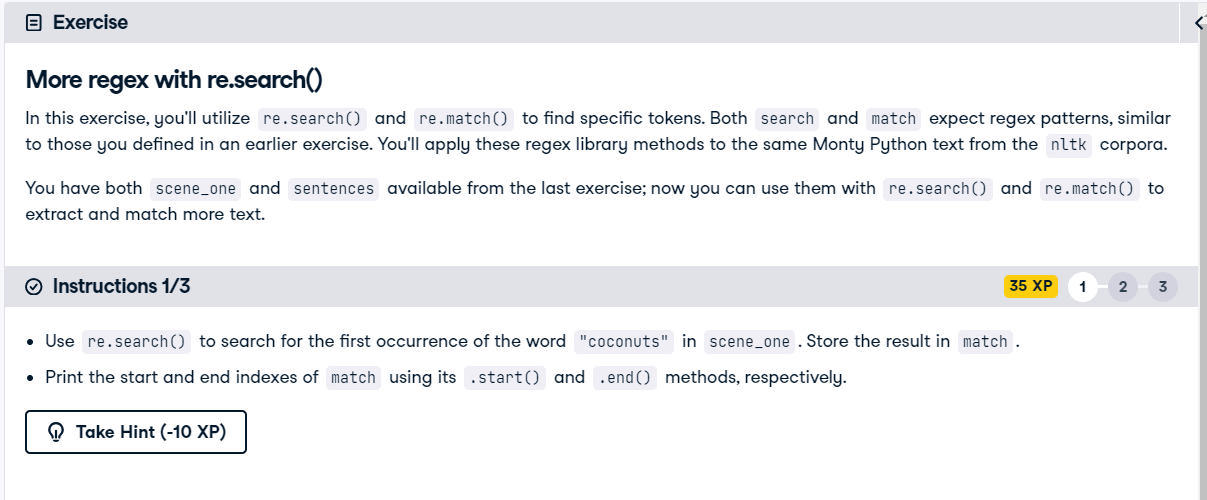 Exercise
More regex with re.search()
In this exercise, you'll utilize re.search() and re.match() to find specific tokens. Both search and match expect regex patterns, similar
to those you defined in an earlier exercise. You'll apply these regex library methods to the same Monty Python text from the nltk corpora.
You have both scene_one and sentences available from the last exercise; now you can use them with re.search() and re.match() to
extract and match more text.
Instructions 1/3 35 XP 1 2 3
• Use re.search() to search for the first occurrence of the word "coconuts" in scene_one. Store the result in match.
• Print the start and end indexes of match using its .start() and .end() methods, respectively.
Take Hint (-10 XP)